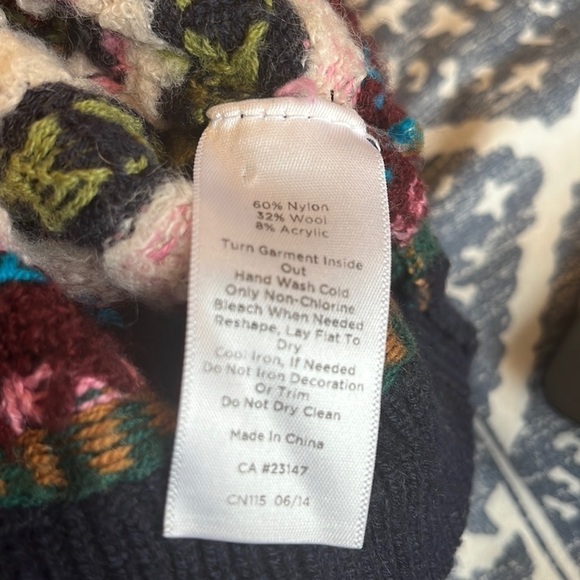 60% Nylon
32% Wool
8% Acrylic
Turn Garment Inside
Out
Hand Wash Cold
Only Non-Chlorine
Bleach When Needed
Reshape, Lay Flat To
Dry
Cool Iron, If Needed
Do Not Iron Decoration
Or Trim
Do Not Dry Clean
Made In China
CA #23147
CN115 06/14